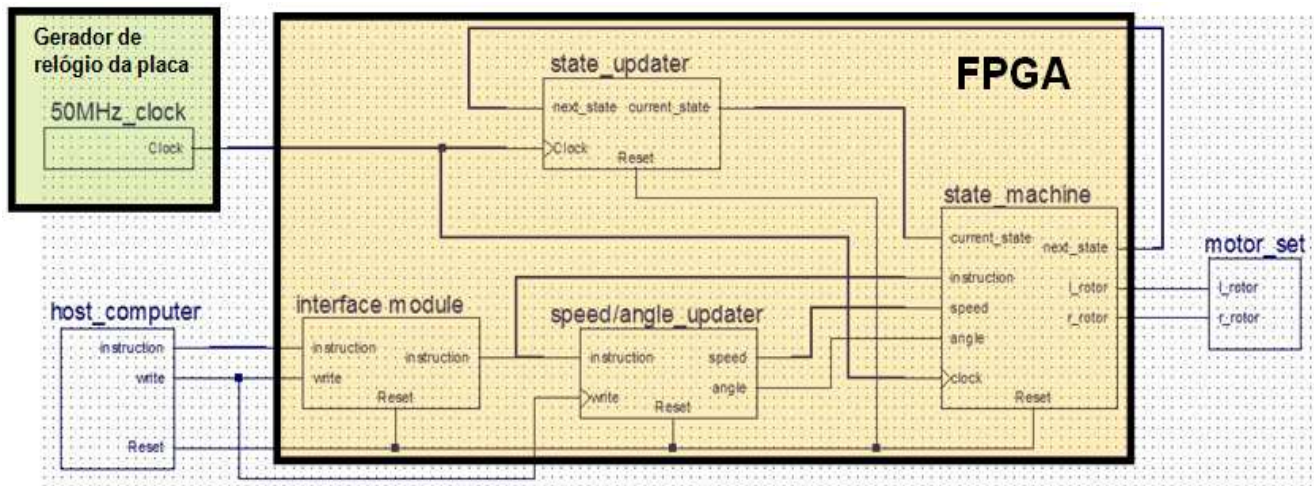 Gerador de
relógio da placa
50MHz_clock
Clock
FPGA
state_updater
next_state current_state
Clock
Reset
state_machine
current_state
next_state
instruction
l_rotor
speed
r_rotor
angle
clock
Reset
motor_set
l_rotor
r_rotor
host_computer
instruction
write
Reset
interface module
instruction
instruction
write
Reset
speed/angle_updater
instruction
speed
angle
write
Reset